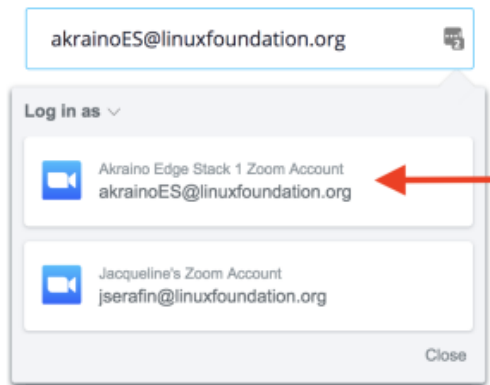 akrainoES@linuxfoundation.org
2
Log in as
Akraino Edge Stack 1 Zoom Account
akrainoES@linuxfoundation.org
Jacqueline's Zoom Account
jserafin@linuxfoundation.org
Close